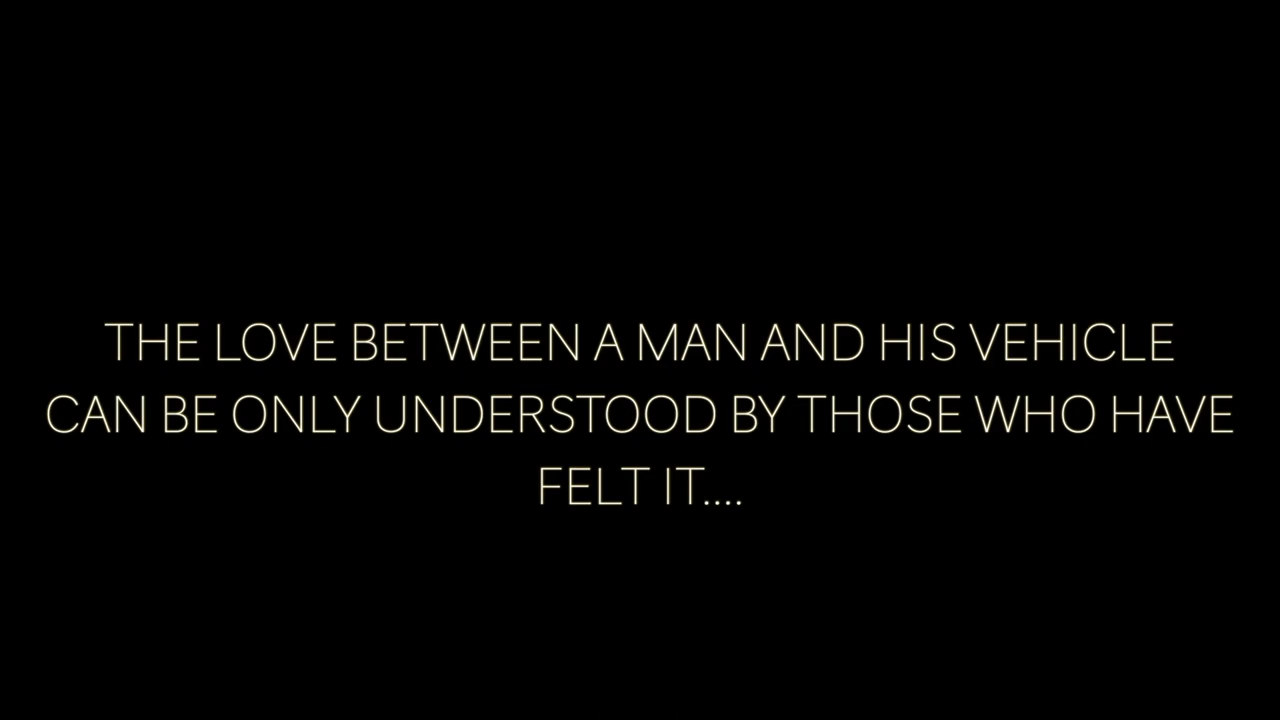 THE LOVE BETWEEN A MAN AND HIS VEHICLE
CAN BE ONLY UNDERSTOOD BY THOSE WHO HAVE
FELT IT....